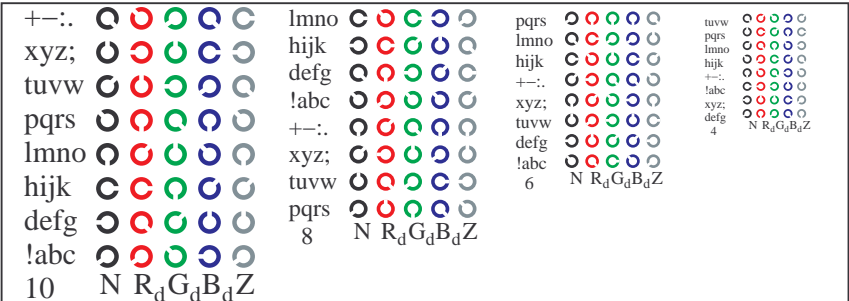 +−:.
xyz;
tuvw
pqrs
lmno
hijk
defg
!abc
10 N RdGdBdZ
lmno
hijk
defg
!abc
+−:.
xyz;
tuvw
pqrs
8 N RdGdBdZ
pqrs
lmno
hijk
+−:.
xyz;
tuvw
defg
!abc
6 N RdGdBdZ
tuvw
pqrs
lmno
hijk
+−:.
!abc
xyz;
defg
4 N RdGdBdZ